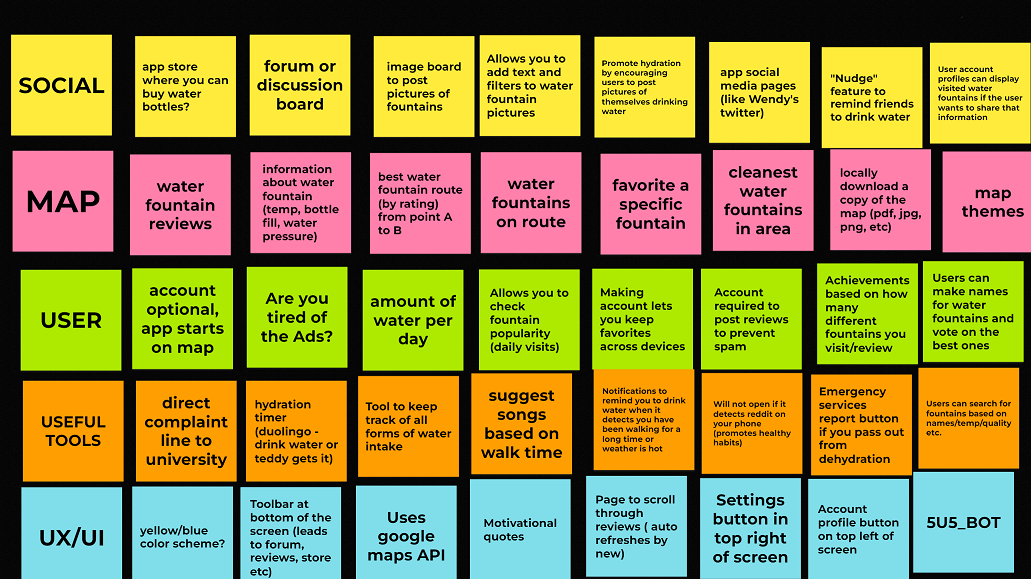 SOCIAL
app store
where you can
buy water
bottles?
forum or
discussion
board
image board
to post
pictures of
fountains
Allows you to
add text and
filters to water
fountain
pictures
Promote hydration
by encouraging
users to post
pictures of
themselves drinking
water
app social
media pages
(like Wendy's
twitter)
"Nudge"
feature to
remind friends
to drink water
User account
profiles can display
visited water
fountains if the user
wants to share that
information
MAP
water
fountain
reviews
information
about water
fountain
(temp, bottle
fill, water
pressure)
best water
fountain route
(by rating)
from point A
to B
water
fountains
on route
favorite a
specific
fountain
cleanest
water
fountains
in area
locally
download a
copy of the
map (pdf, jpg,
png, etc)
map
themes
USER
account
optional,
app starts
on map
Are you
tired of
the Ads?
amount of
water per
day
Allows you to
check
fountain
popularity
(daily visits)
Making
account lets
you keep
favorites
across devices
Account
required to
post reviews
to prevent
spam
Achievements
based on how
many
different
fountains you
visit/review
Users can
make names
for water
fountains and
vote on the
best ones
USEFUL
TOOLS
direct
complaint
line to
university
hydration
timer
(duolingo -
drink water or
teddy gets it)
Tool to keep
track of all
forms of water
intake
suggest
songs
based on
walk time
Notifications to
remind you to drink
water when it
detects you have
been walking for a
long time or
weather is hot
Will not open if it
detects reddit on
your phone
(promotes healthy
habits)
Emergency
services
report button
if you pass out
from
dehydration
Users can search for
fountains based on
names/temp/quality
etc.
UX/UI
yellow/blue
color scheme?
Toolbar at
bottom of the
screen (leads
to forum,
reviews, store
etc)
Uses
google
maps API
Motivational
quotes
Page to scroll
through
reviews ( auto
refreshes by
new)
Settings
button in
top right
of screen
Account
profile button
on top left of
screen
5U5_BOT